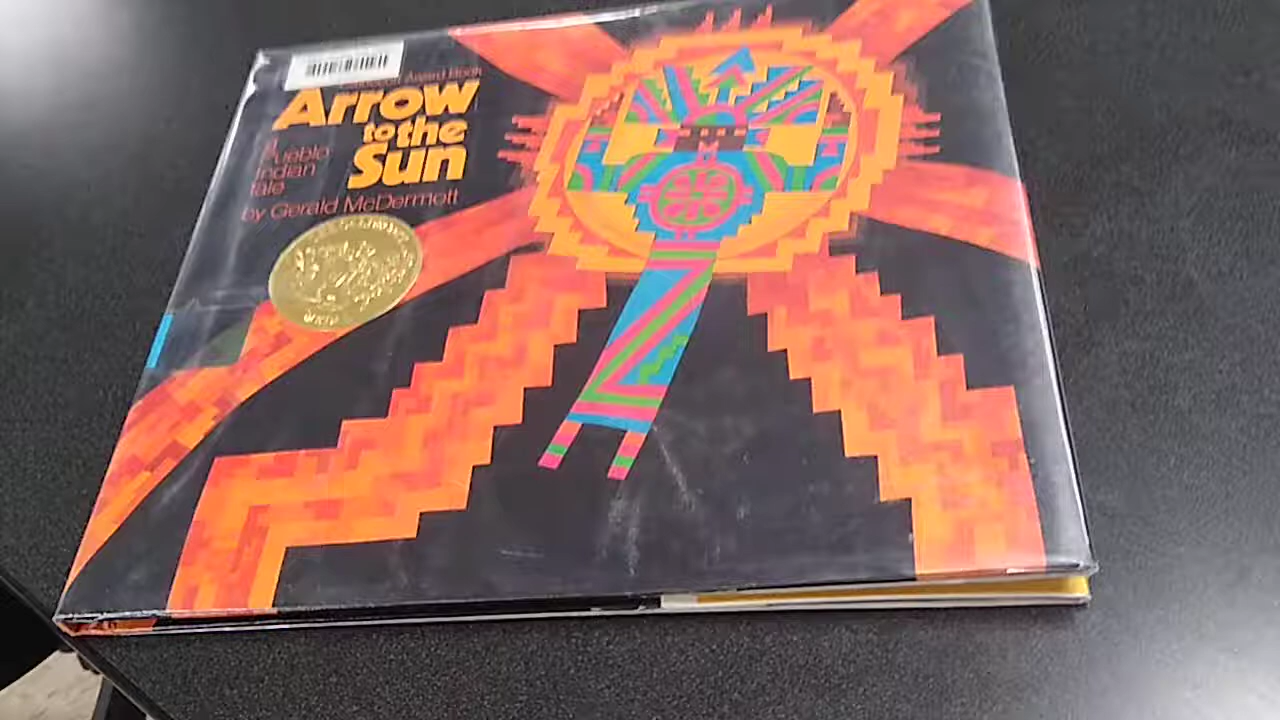 Award Book
Arrow
to the
Sun
A
Pueblo
Indian
Tale
by Gerald McDermott